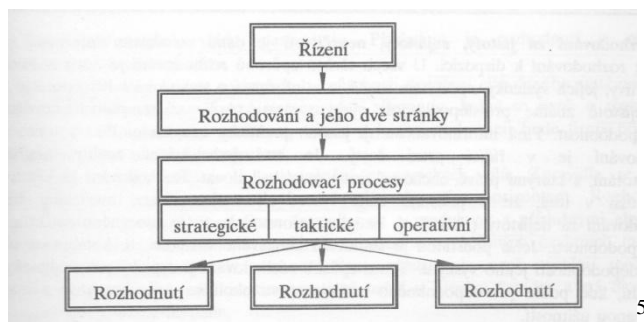 Řízení
Rozhodování a jeho dvě stránky
Rozhodovací procesy
strategické taktické operativní
Rozhodnutí Rozhodnutí Rozhodnutí
5